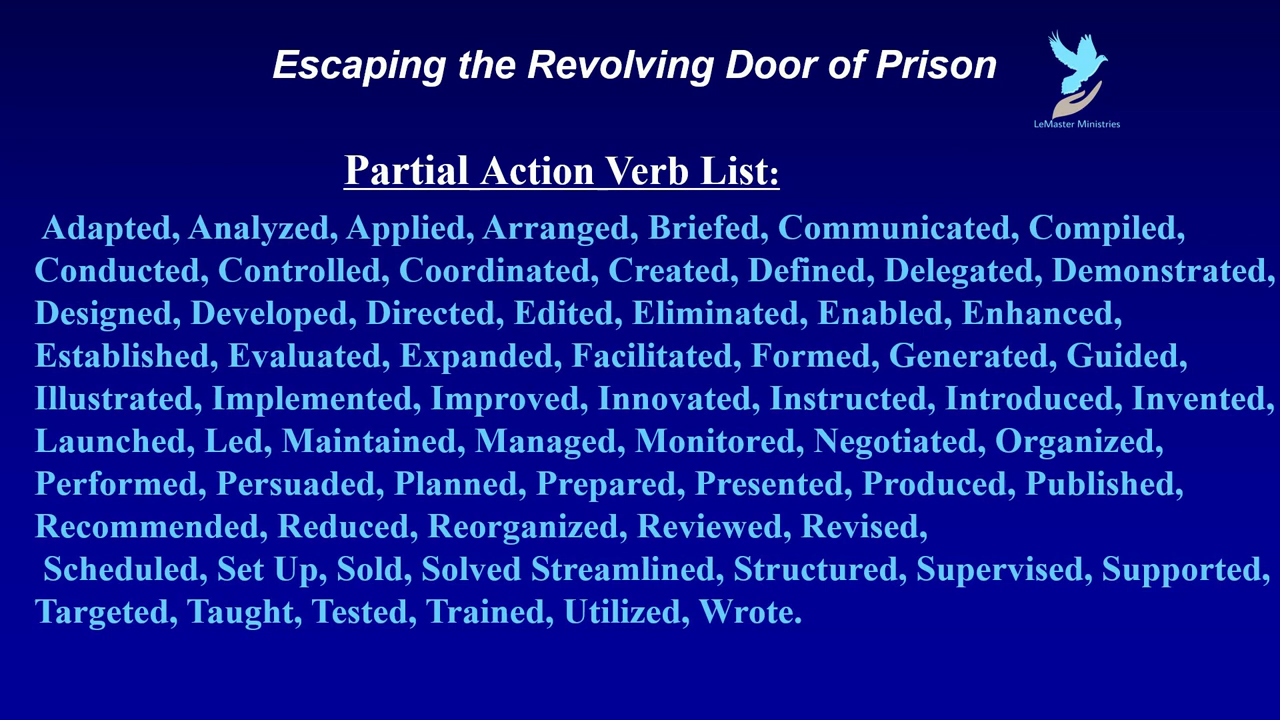 Escaping the Revolving Door of Prison
LeMaster Ministries
Partial Action Verb List:
Adapted, Analyzed, Applied, Arranged, Briefed, Communicated, Compiled,
Conducted, Controlled, Coordinated, Created, Defined, Delegated, Demonstrated,
Designed, Developed, Directed, Edited, Eliminated, Enabled, Enhanced,
Established, Evaluated, Expanded, Facilitated, Formed, Generated, Guided,
Illustrated, Implemented, Improved, Innovated, Instructed, Introduced, Invented,
Launched, Led, Maintained, Managed, Monitored, Negotiated, Organized,
Performed, Persuaded, Planned, Prepared, Presented, Produced, Published,
Recommended, Reduced, Reorganized, Reviewed, Revised,
Scheduled, Set Up, Sold, Solved Streamlined, Structured, Supervised, Supported,
Targeted, Taught, Tested, Trained, Utilized, Wrote.